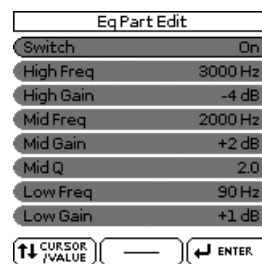 Eq Part Edit
Switch On
High Freq 3000 Hz
High Gain -4 dB
Mid Freq 2000 Hz
Mid Gain +2 dB
Mid Q 2.0
Low Freq 90 Hz
Low Gain +1 dB
CURSOR
/VALUE
ENTER